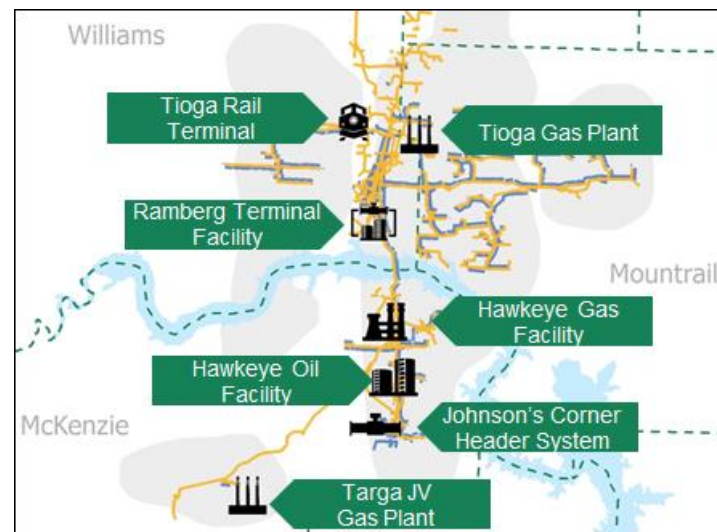 Williams
Tioga Rail
Terminal
Tioga Gas Plant
Ramberg Terminal
Facility
Mountrail
Hawkeye Gas
Facility
Hawkeye Oil
Facility
McKenzie
Johnson's Corner
Header System
Targa JV
Gas Plant